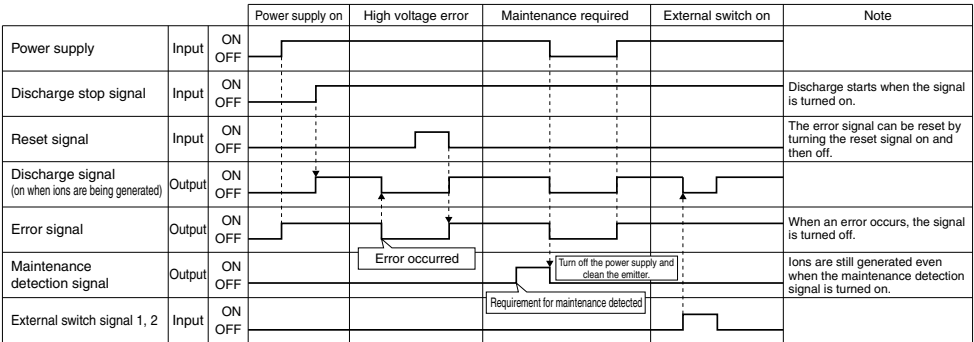 Power supply on High voltage error Maintenance required External switch on Note
Power supply Input ON
OFF
Discharge stop signal Input ON
OFF
Discharge starts when the signal
is turned on.
Reset signal Input ON
OFF
The error signal can be reset by
turning the reset signal on and
then off.
Discharge signal
(on when ions are being generated)
Output ON
OFF
Error signal Output ON
OFF
When an error occurs, the signal
is turned off.
Error occurred
Maintenance
detection signal
Output ON
OFF
Turn off the power supply and
clean the emitter.
Ions are still generated even
when the maintenance detection
signal is turned on.
Requirement for maintenance detected
External switch signal 1, 2 Input ON
OFF